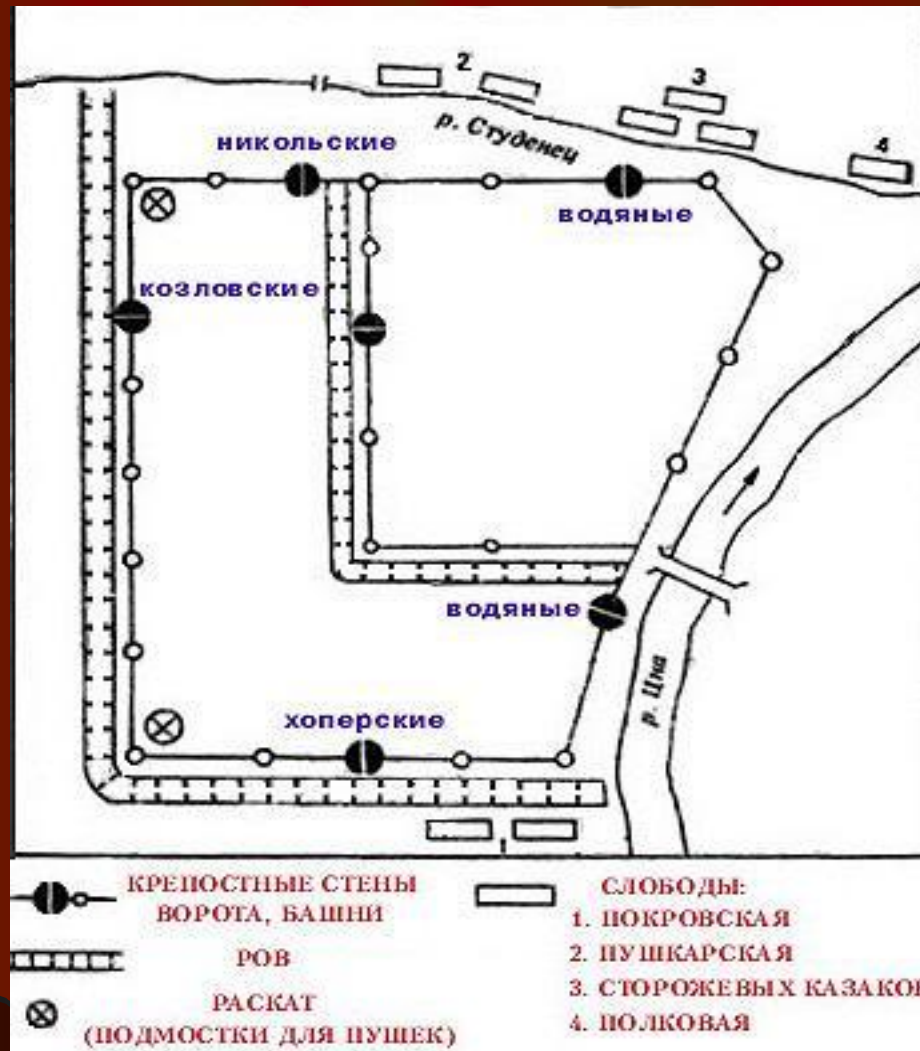 2
3
р. Студенец
4
никольские
водяные
козловские
водяные
р. Цна
хоперские
1
КРЕПОСТНЫЕ СТЕНЫ
ВОРОТА, БАШНИ
РОВ
РАСКАТ
(ПОДМОСТКИ ДЛЯ ПУШЕК)
СЛОБОДЫ:
1. ПОКРОВСКАЯ
2. ПУШКАРСКАЯ
3. СТОРОЖЕВЫХ КАЗАКОВ
4. ПОЛКОВАЯ